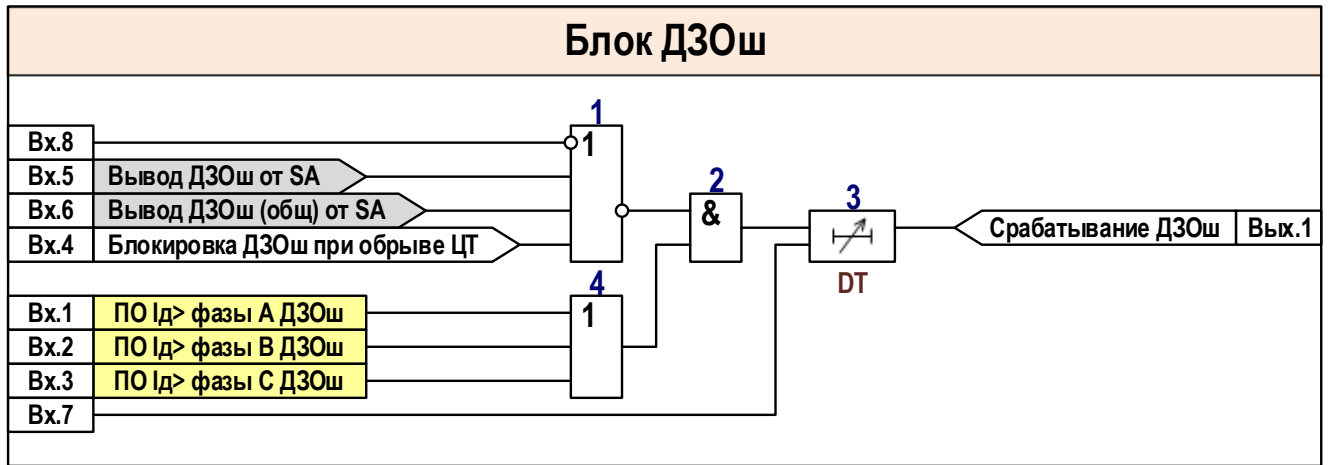 Блок ДЗОш
1
Вх.8
1
Вх.5 Вывод ДЗОш от SA
2
3
Вх.6 Вывод ДЗОш (общ) от SA
&
Срабатывание ДЗОш Вых.1
Вх.4 Блокировка ДЗОш при обрыве ЦТ
4
DT
Вх.1 ПО Iд> фазы А ДЗОш
1
Вх.2 ПО Iд> фазы В ДЗОш
Вх.3 ПО Iд> фазы С ДЗОш
Вх.7